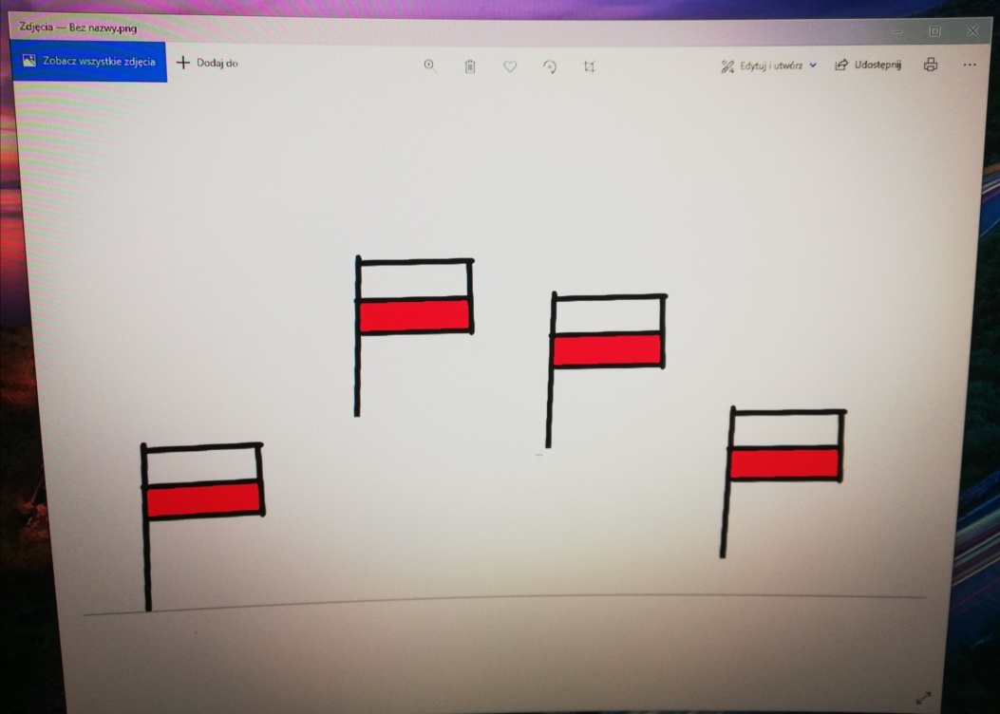 Zdjęcia — Bez nazwy.png
Zobacz wszystkie zdjęcia
Dodaj do
Edytuj i utwórz
Udostępnij